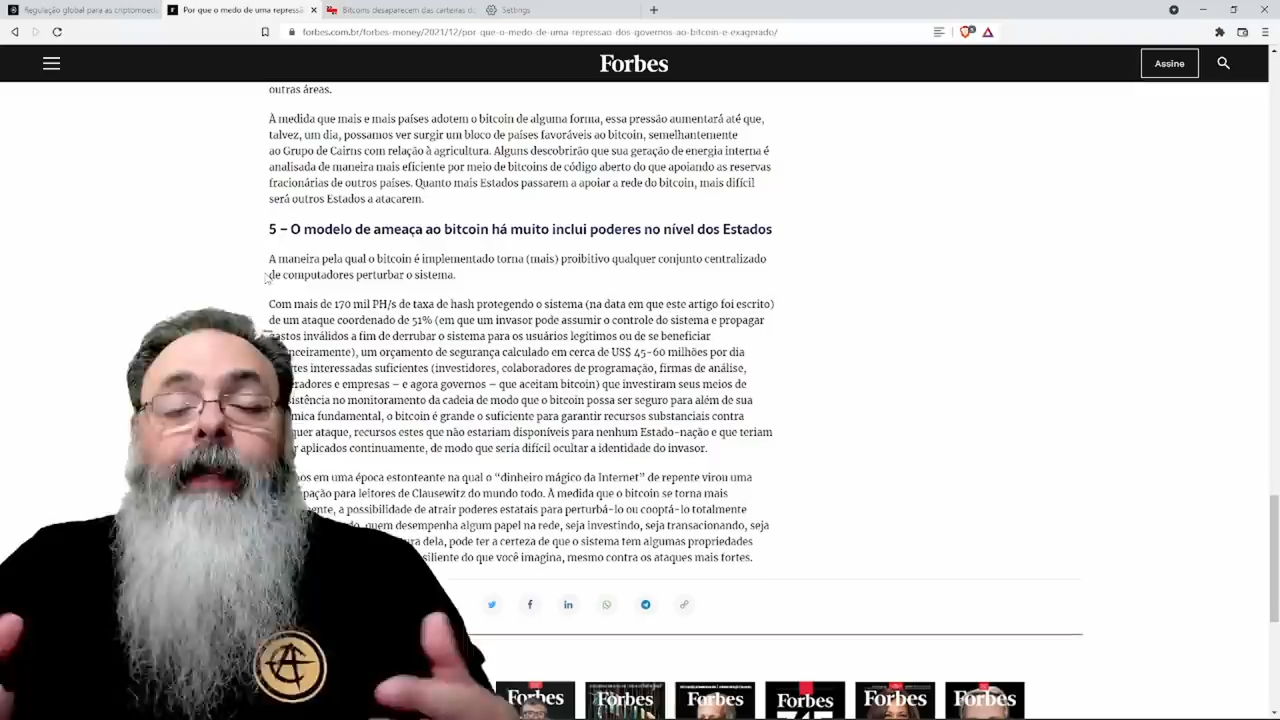 Regulação global para as criptomoeda
Por que o medo de uma repressã
Bitcoins desaparecem das carteiras d
Settings
forbes.com.br/forbes-money/2021/12/por-que-o-medo-de-uma-repressao-dos-governos-ao-bitcoin-e-exagerado/
Forbes
Assine
outras áreas.
À medida que mais e mais países adotem o bitcoin de alguma forma, essa pressão aumentará até que,
talvez, um dia, possamos ver surgir um bloco de países favoráveis ao bitcoin, semelhantemente
ao Grupo de Cairns com relação à agricultura. Alguns descobrirão que sua geração de energia interna é
analisada de maneira mais eficiente por meio de bitcoins de código aberto do que apoiando as reservas
fracionárias de outros países. Quanto mais Estados passarem a apoiar a rede do bitcoin, mais difícil
será outros Estados a atacarem.
5 – O modelo de ameaça ao bitcoin há muito inclui poderes no nível dos Estados
A maneira pela qual o bitcoin é implementado torna (mais) proibitivo qualquer conjunto centralizado
de computadores perturbar o sistema.
Com mais de 170 mil PH/s de taxa de hash protegendo o sistema (na data em que este artigo foi escrito)
de um ataque coordenado de 51% (em que um invasor pode assumir o controle do sistema e propagar
gastos inválidos a fim de derrubar o sistema para os usuários legítimos ou de se beneficiar
nceiramente), um orçamento de segurança calculado em cerca de US$ 45-60 milhões por dia
tes interessadas suficientes (investidores, colaboradores de programação, firmas de análise,
eradores e empresas – e agora governos – que aceitam bitcoin) que investiram seus meios de
sistência no monitoramento da cadeia de modo que o bitcoin possa ser seguro para além de sua
mica fundamental, o bitcoin é grande o suficiente para garantir recursos substanciais contra
quer ataque, recursos estes que não estariam disponíveis para nenhum Estado-nação e que teriam
r aplicados continuamente, de modo que seria difícil ocultar a identidade do invasor.
os em uma época estonteante na qual o “dinheiro mágico da Internet” de repente virou uma
pação para leitores de Clausewitz do mundo todo. À medida que o bitcoin se torna mais
ente, a possibilidade de atrair poderes estatais para perturbá-lo ou cooptá-lo totalmente
do, quem desempenha algum papel na rede, seja investindo, seja transacionando, seja
ura dela, pode ter a certeza de que o sistema tem algumas propriedades
siliente do que você imagina, mesmo contra os ataques mais fortes.
Forbes Forbes Forbes Forbes Forbes